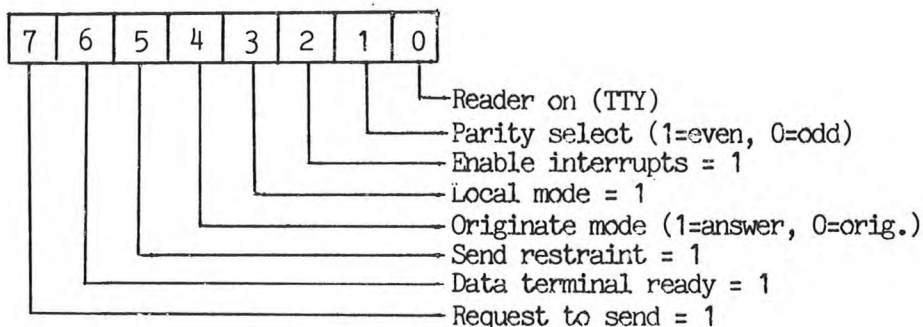 7 6 5 4 3 2 1 0
Reader on (TTY)
Parity select (1=even, 0=odd)
Enable interrupts = 1
Local mode = 1
Originate mode (1=answer, 0=orig.)
Send restraint = 1
Data terminal ready = 1
Request to send = 1